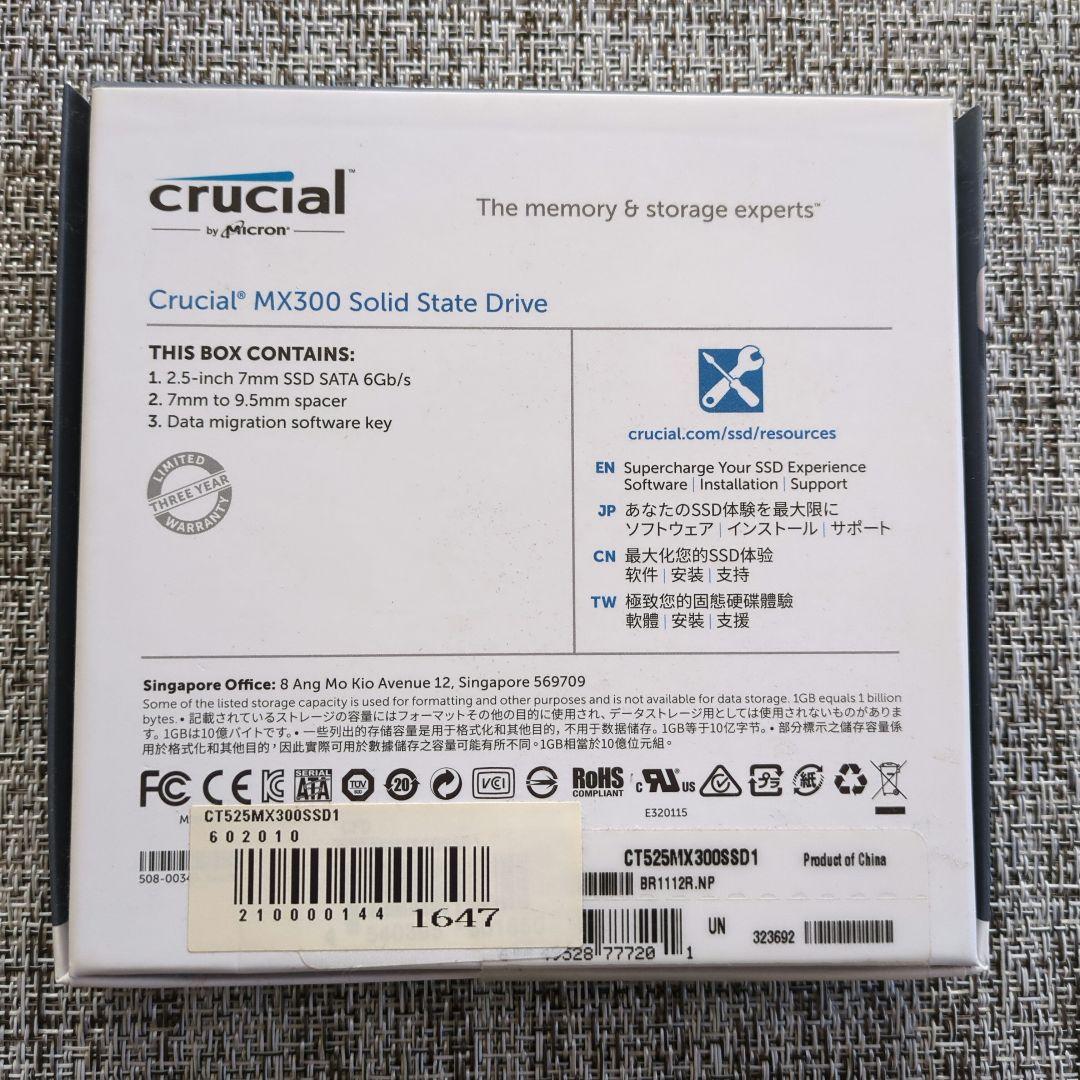 crucial™
by Micron®
The memory & storage experts™
Crucial® MX300 Solid State Drive
THIS BOX CONTAINS:
1. 2.5-inch 7mm SSD SATA 6Gb/s
2. 7mm to 9.5mm spacer
3. Data migration software key
LIMITED
THREE YEAR
WARRANTY
crucial.com/ssd/resources
EN Supercharge Your SSD Experience
Software | Installation | Support
JP あなたのSSD体験を最大限に
ソフトウェア | インストール | サポート
CN 最大化您的SSD体验
软件 | 安装 | 支持
TW 極致您的固態硬碟體驗
軟體 | 安裝 | 支援
Singapore Office: 8 Ang Mo Kio Avenue 12, Singapore 569709
Some of the listed storage capacity is used for formatting and other purposes and is not available for data storage. 1GB equals 1 billion
bytes. • 記載されているストレージの容量にはフォーマットその他の目的に使用され、データストレージ用としては使用されないものがありま
す。1GBは10億バイトです。• 一些列出的存储容量是用于格式化和其他目的，不用于数据储存。1GB等于10亿字节。• 部分標示之儲存容量係
用於格式化和其他目的，因此實際可用於數據儲存之容量可能有所不同。1GB相當於10億位元組。
FC CE SERIAL SATA TUV 20 VCI RoHS COMPLIANT c RU us プラ 紙
E320115
CT525MX300SSD1
602010
210000144 1647
508-003
CT525MX300SSD1 Product of China
BR1112R.NP
UN 323692
77720 1